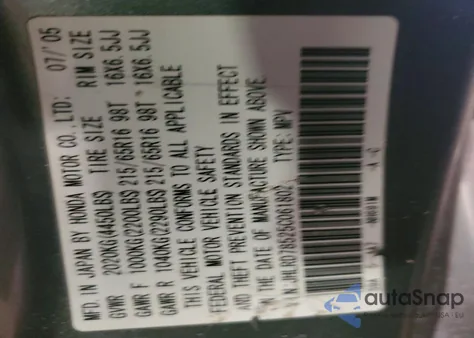 MFD. IN JAPAN BY HONDA MOTOR CO., LTD: 07/'05
TIRE SIZE RIM SIZE
GVWR 2020KG(4450LBS)
GAWR F 1000KG(2200LBS) 215/65R16 98T 16X6.5JJ
GAWR R 1040KG(2290LBS) 215/65R16 98T 16X6.5JJ
THIS VEHICLE CONFORMS TO ALL APPLICABLE
FEDERAL MOTOR VEHICLE SAFETY
AND THEFT PREVENTION STANDARDS IN EFFECT
ON THE DATE OF MANUFACTURE SHOWN ABOVE.
TYPE: MPV
autaSnap